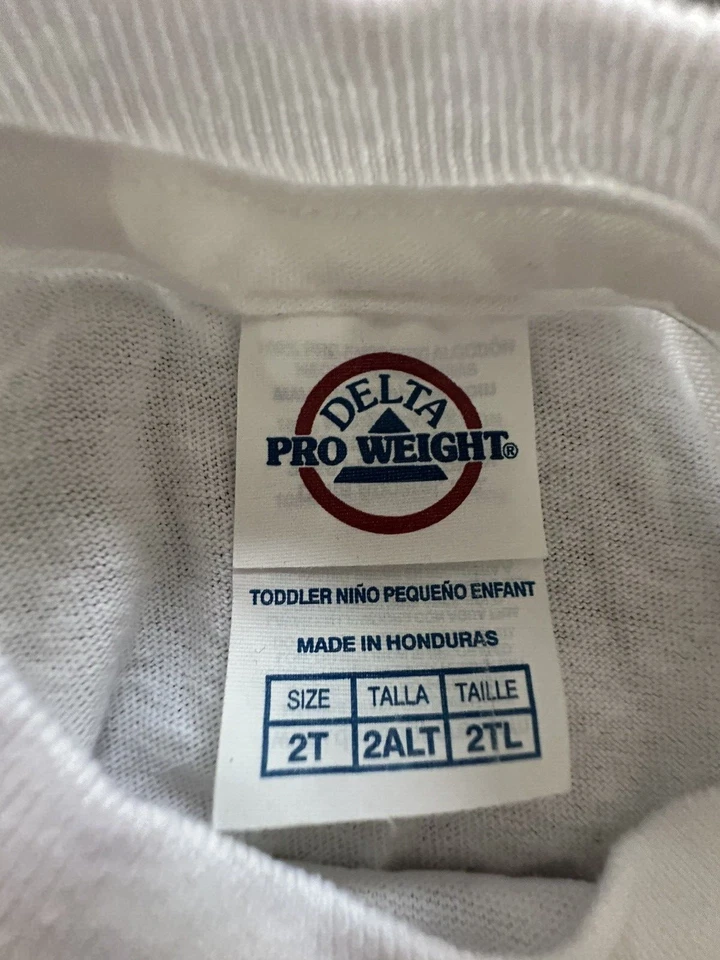 DELTA
PRO WEIGHT®
TODDLER NIÑO PEQUEÑO ENFANT
MADE IN HONDURAS
SIZE TALLA TAILLE
2T 2ALT 2TL